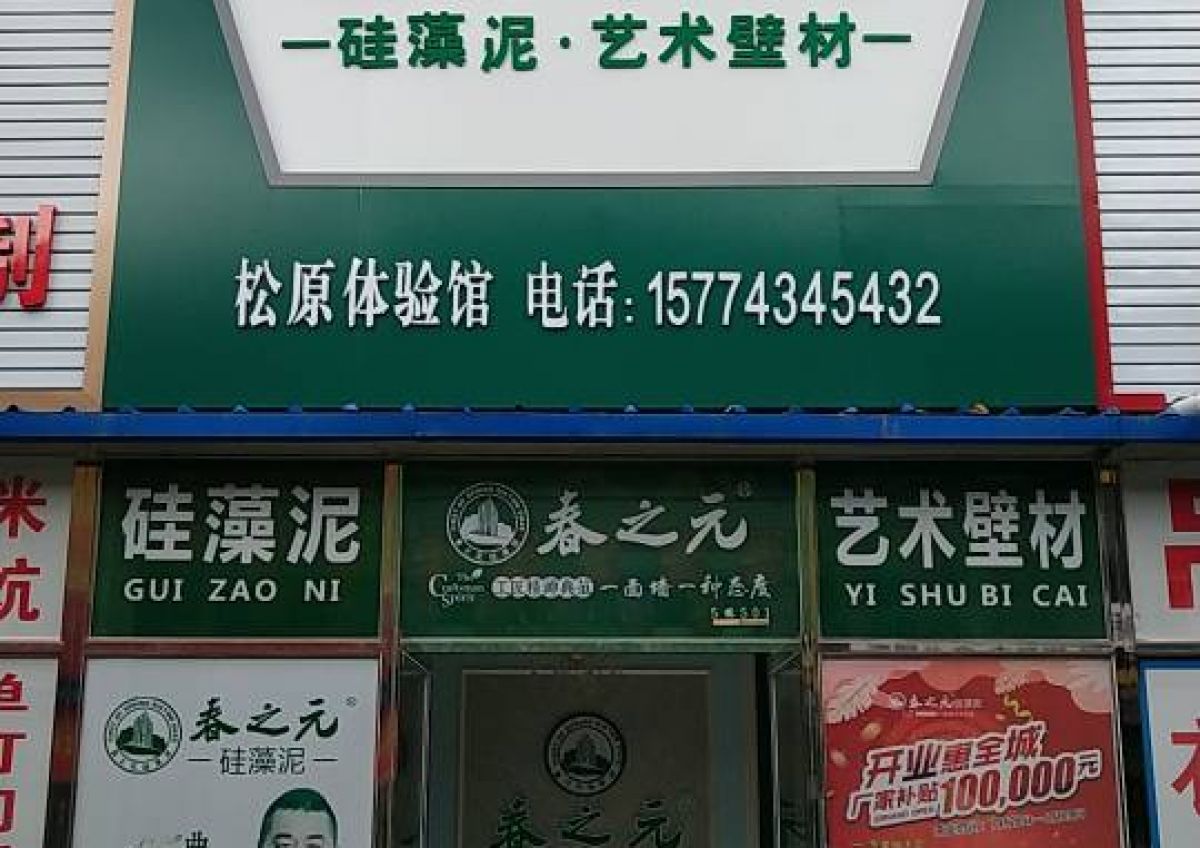 —硅藻泥·艺术壁材—
松原体验馆 电话:15774345432
硅藻泥
GUI ZAO NI
春之元®
一面墙一种态度
艺术壁材
YI SHU BI CAI
春之元®
—硅藻泥—
春之元
开业惠全城
厂家补贴100,000元
春之元